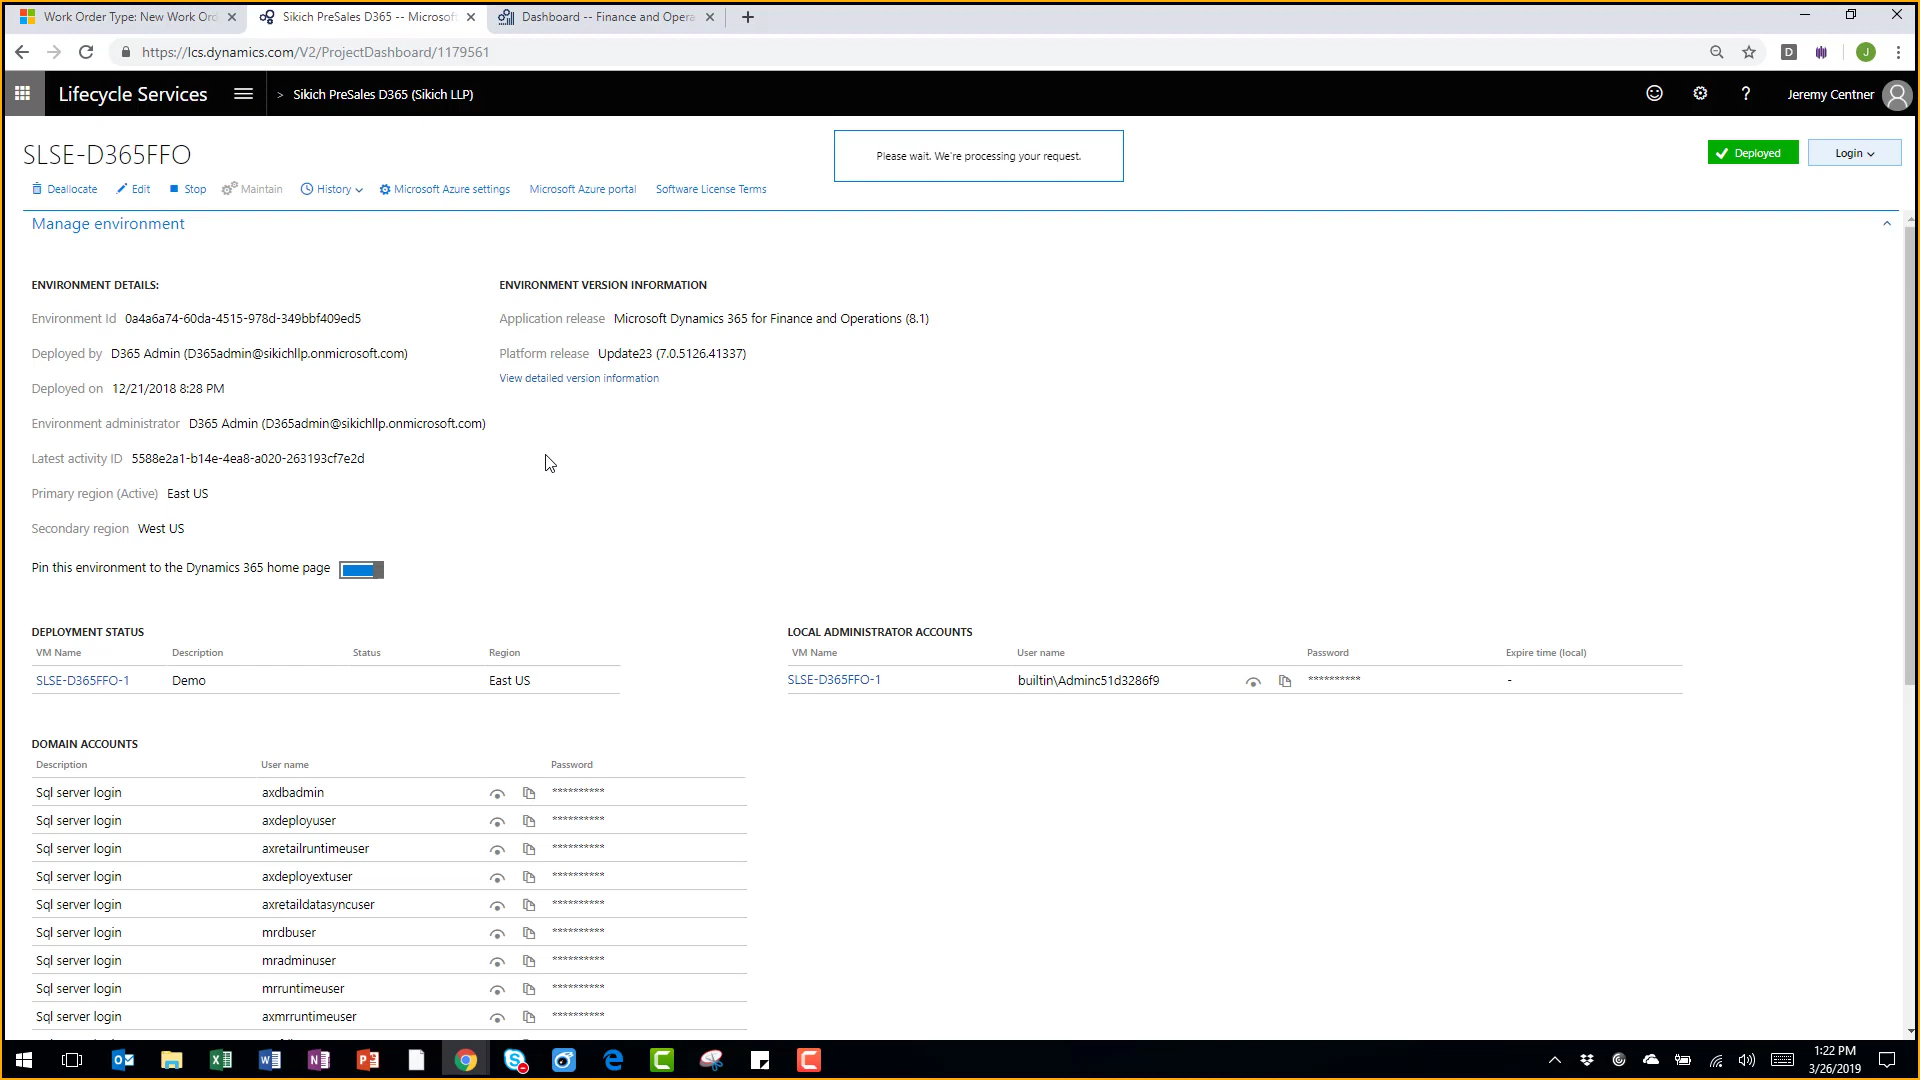 Work Order Type: New Work Ord
Sikich PreSales D365 -- Microsoft
Dashboard -- Finance and Opera
https://lcs.dynamics.com/V2/ProjectDashboard/1179561
D
J
Lifecycle Services
> Sikich PreSales D365 (Sikich LLP)
?
Jeremy Centner
SLSE-D365FFO
Please wait. We're processing your request.
Deployed
Login
Deallocate
Edit
Stop
Maintain
History
Microsoft Azure settings
Microsoft Azure portal
Software License Terms
Manage environment
ENVIRONMENT DETAILS:
Environment Id 0a4a6a74-60da-4515-978d-349bbf409ed5
Deployed by D365 Admin (D365admin@sikichllp.onmicrosoft.com)
Deployed on 12/21/2018 8:28 PM
Environment administrator D365 Admin (D365admin@sikichllp.onmicrosoft.com)
Latest activity ID 5588e2a1-b14e-4ea8-a020-263193cf7e2d
Primary region (Active) East US
Secondary region West US
Pin this environment to the Dynamics 365 home page
ENVIRONMENT VERSION INFORMATION
Application release Microsoft Dynamics 365 for Finance and Operations (8.1)
Platform release Update23 (7.0.5126.41337)
View detailed version information
DEPLOYMENT STATUS
VM Name Description Status Region
SLSE-D365FFO-1 Demo East US
LOCAL ADMINISTRATOR ACCOUNTS
VM Name User name Password Expire time (local)
SLSE-D365FFO-1 builtin\Adminc51d3286f9 ********** -
DOMAIN ACCOUNTS
Description User name Password
Sql server login axdbadmin **********
Sql server login axdeployuser **********
Sql server login axretailruntimeuser **********
Sql server login axdeployextuser **********
Sql server login axretaildatasyncuser **********
Sql server login mrdbuser **********
Sql server login mradminuser **********
Sql server login mrruntimeuser **********
Sql server login axmrruntimeuser **********
1:22 PM
3/26/2019